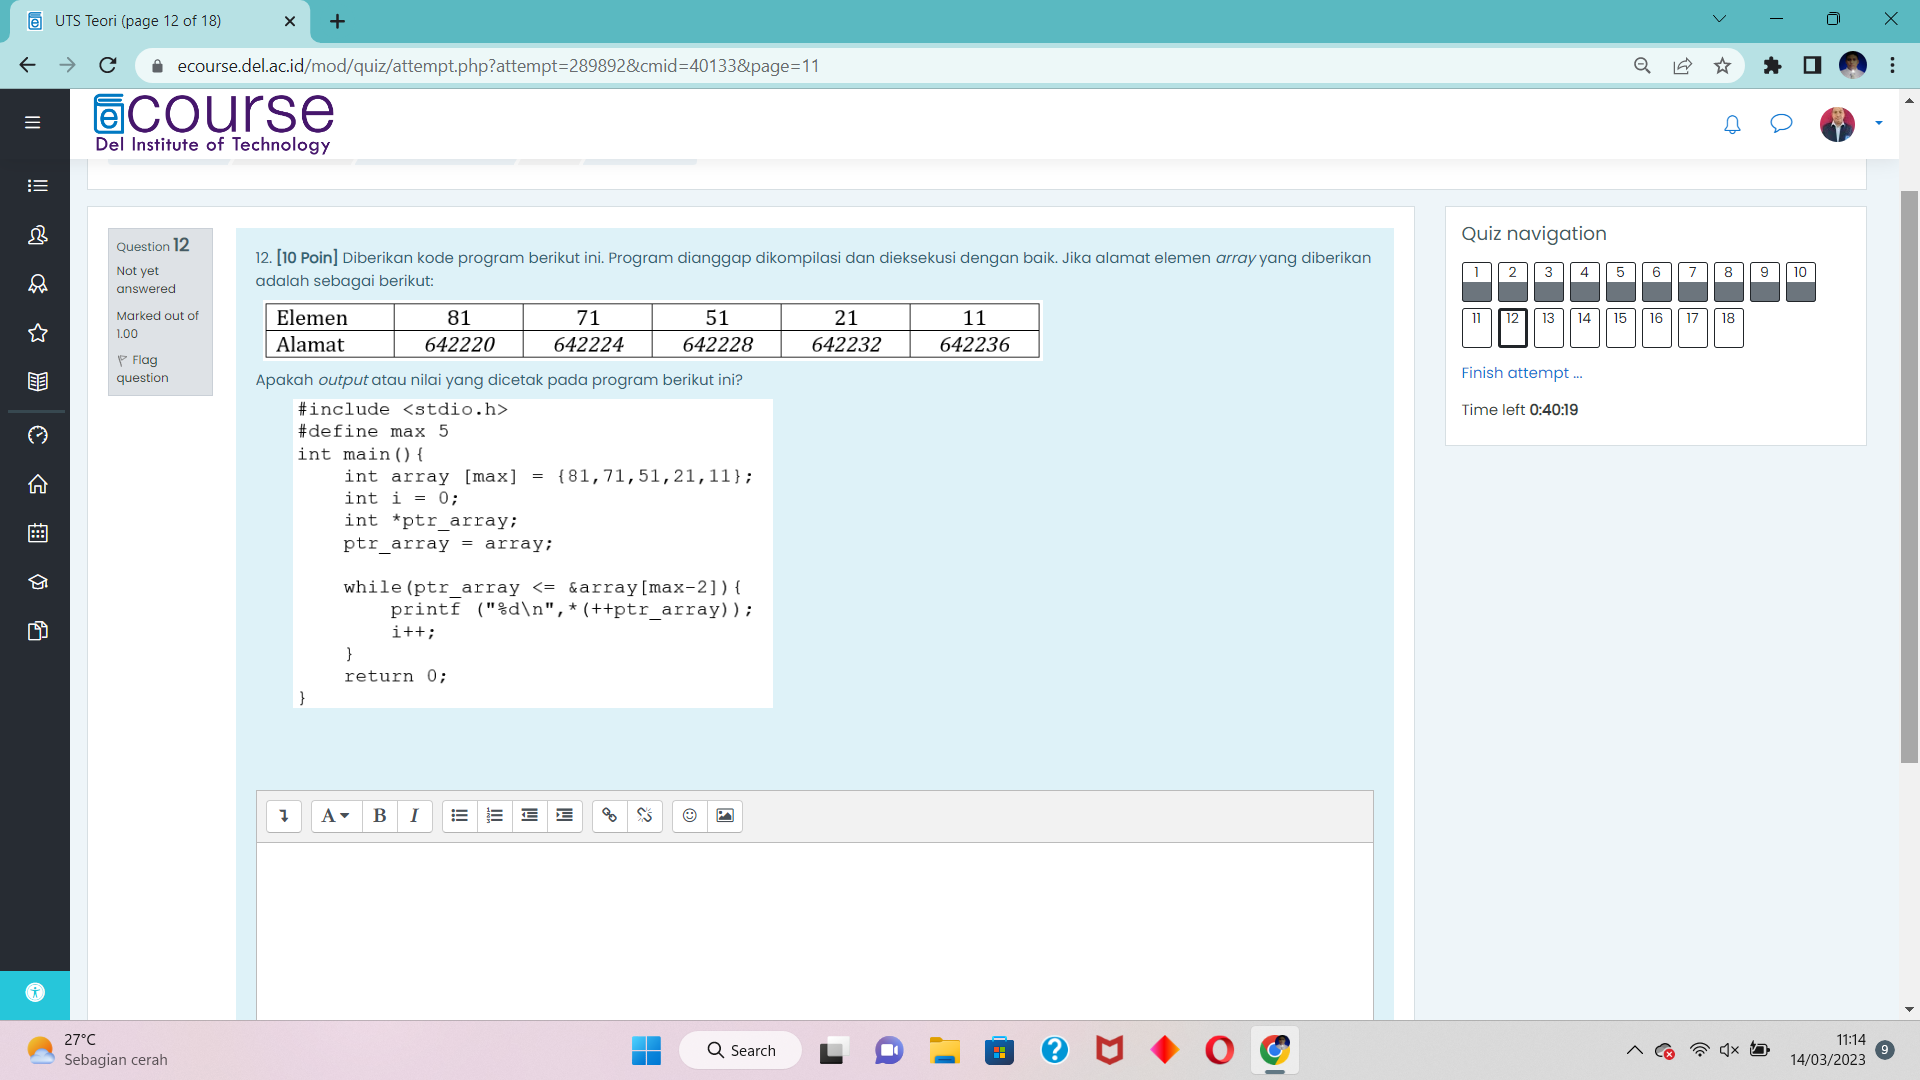 UTS Teori (page 12 of 18)
ecourse.del.ac.id/mod/quiz/attempt.php?attempt=289892&cmid=40133&page=11
ecourse
Del Institute of Technology
Question 12
Not yet
answered
Marked out of
1.00
Flag
question
12. [10 Poin] Diberikan kode program berikut ini. Program dianggap dikompilasi dan dieksekusi dengan baik. Jika alamat elemen array yang diberikan
adalah sebagai berikut:
Elemen 81 71 51 21 11
Alamat 642220 642224 642228 642232 642236
Apakah output atau nilai yang dicetak pada program berikut ini?
#include <stdio.h>
#define max 5
int main(){
    int array [max] = {81,71,51,21,11};
    int i = 0;
    int *ptr_array;
    ptr_array = array;
    while(ptr_array <= &array[max-2]){
        printf ("%d\n",*(++ptr_array));
        i++;
    }
    return 0;
}
A B I
Quiz navigation
1 2 3 4 5 6 7 8 9 10
11 12 13 14 15 16 17 18
Finish attempt ...
Time left 0:40:19
27°C
Sebagian cerah
Search
11:14
14/03/2023
9